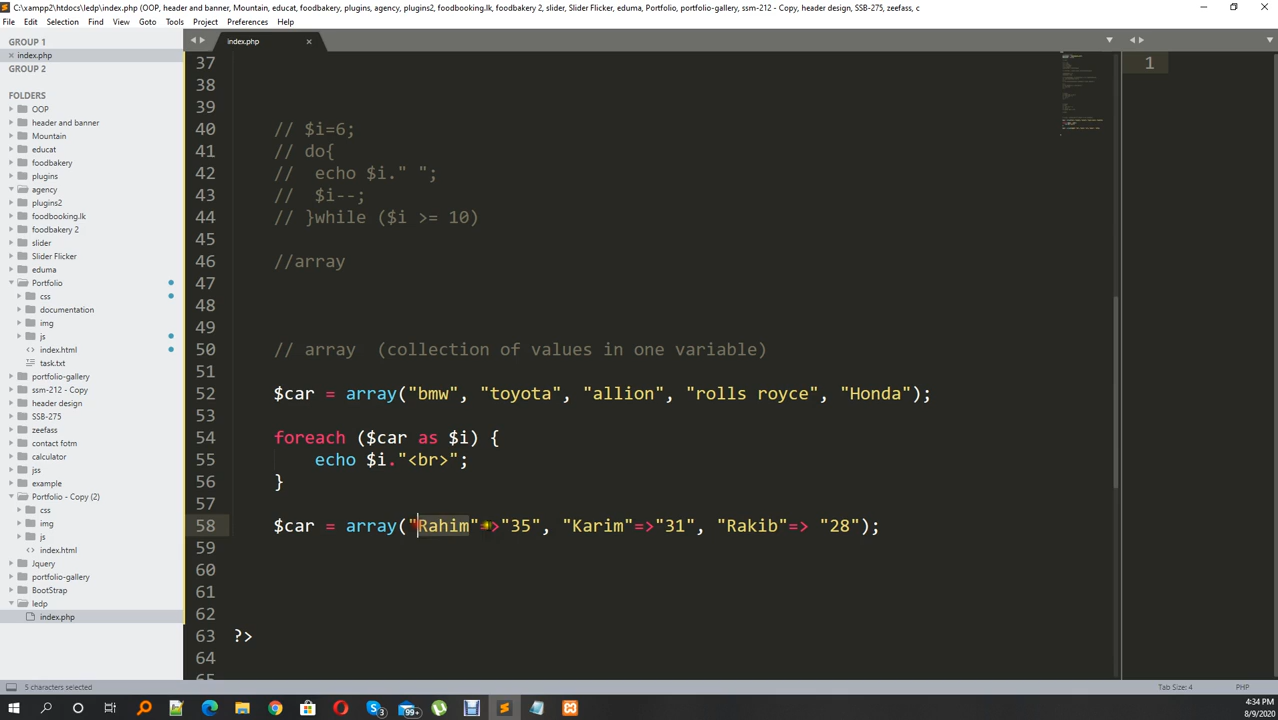 C:\xampp2\htdocs\ledp\index.php (OOP, header and banner, Mountain, educat, foodbakery, plugins, agency, plugins2, foodbooking.lk, foodbakery 2, slider, Slider Flicker, eduma, Portfolio, portfolio-gallery, ssm-212 - Copy, header design, SSB-275, zeefass, c
File Edit Selection Find View Goto Tools Project Preferences Help
GROUP 1
index.php
GROUP 2
FOLDERS
OOP
header and banner
Mountain
educat
foodbakery
plugins
agency
plugins2
foodbooking.lk
foodbakery 2
slider
Slider Flicker
eduma
Portfolio
css
documentation
img
js
index.html
task.txt
portfolio-gallery
ssm-212 - Copy
header design
SSB-275
zeefass
contact fotm
calculator
jss
example
Portfolio - Copy (2)
css
img
js
index.html
Jquery
portfolio-gallery
BootStrap
ledp
index.php
index.php
37
38
39
40 // $i=6;
41 // do{
42 // echo $i." ";
43 // $i--;
44 // }while ($i >= 10)
45
46 //array
47
48
49
50 // array (collection of values in one variable)
51
52 $car = array("bmw", "toyota", "allion", "rolls royce", "Honda");
53
54 foreach ($car as $i) {
55 echo $i."<br>";
56 }
57
58 $car = array("Rahim"=>"35", "Karim"=>"31", "Rakib"=> "28");
59
60
61
62
63 ?>
64
1
5 characters selected
Tab Size: 4
PHP
99+
4:34 PM
8/9/2020